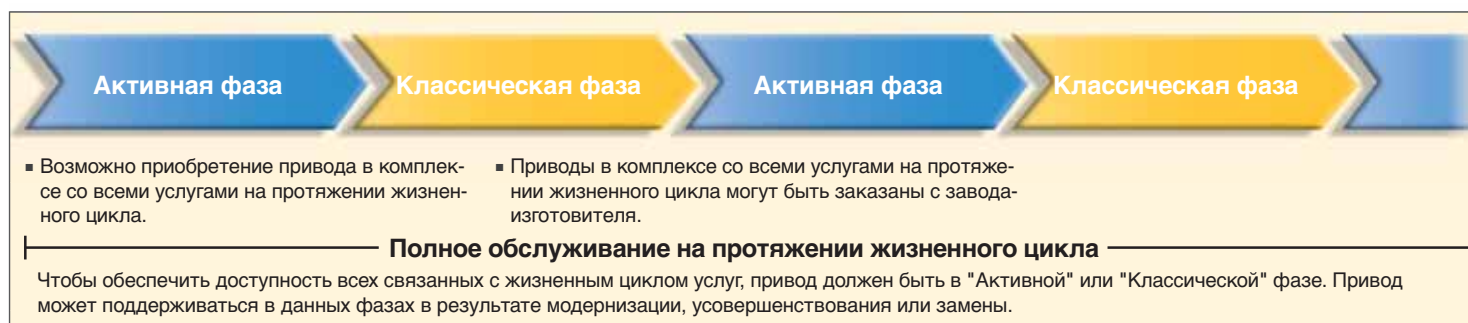 Активная фаза Классическая фаза Активная фаза Классическая фаза
▪ Возможно приобретение привода в комплек-
се со всеми услугами на протяжении жизнен-
ного цикла.
▪ Приводы в комплексе со всеми услугами на протяже-
нии жизненного цикла могут быть заказаны с завода-
изготовителя.
Полное обслуживание на протяжении жизненного цикла
Чтобы обеспечить доступность всех связанных с жизненным циклом услуг, привод должен быть в "Активной" или "Классической" фазе. Привод
может поддерживаться в данных фазах в результате модернизации, усовершенствования или замены.